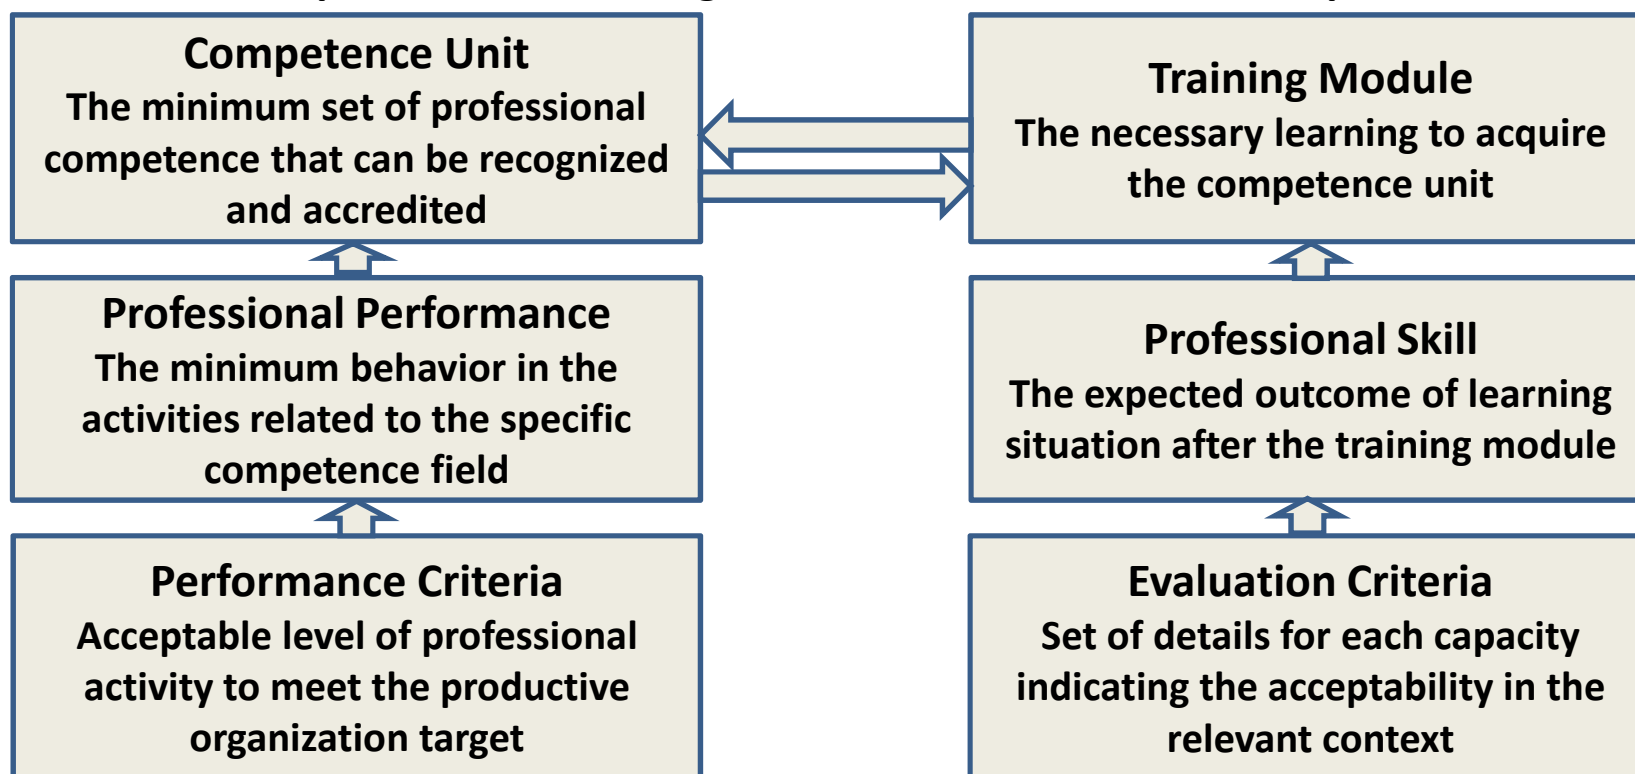 Competence Unit
The minimum set of professional
competence that can be recognized
and accredited
Training Module
The necessary learning to acquire
the competence unit
Professional Performance
The minimum behavior in the
activities related to the specific
competence field
Professional Skill
The expected outcome of learning
situation after the training module
Performance Criteria
Acceptable level of professional
activity to meet the productive
organization target
Evaluation Criteria
Set of details for each capacity
indicating the acceptability in the
relevant context